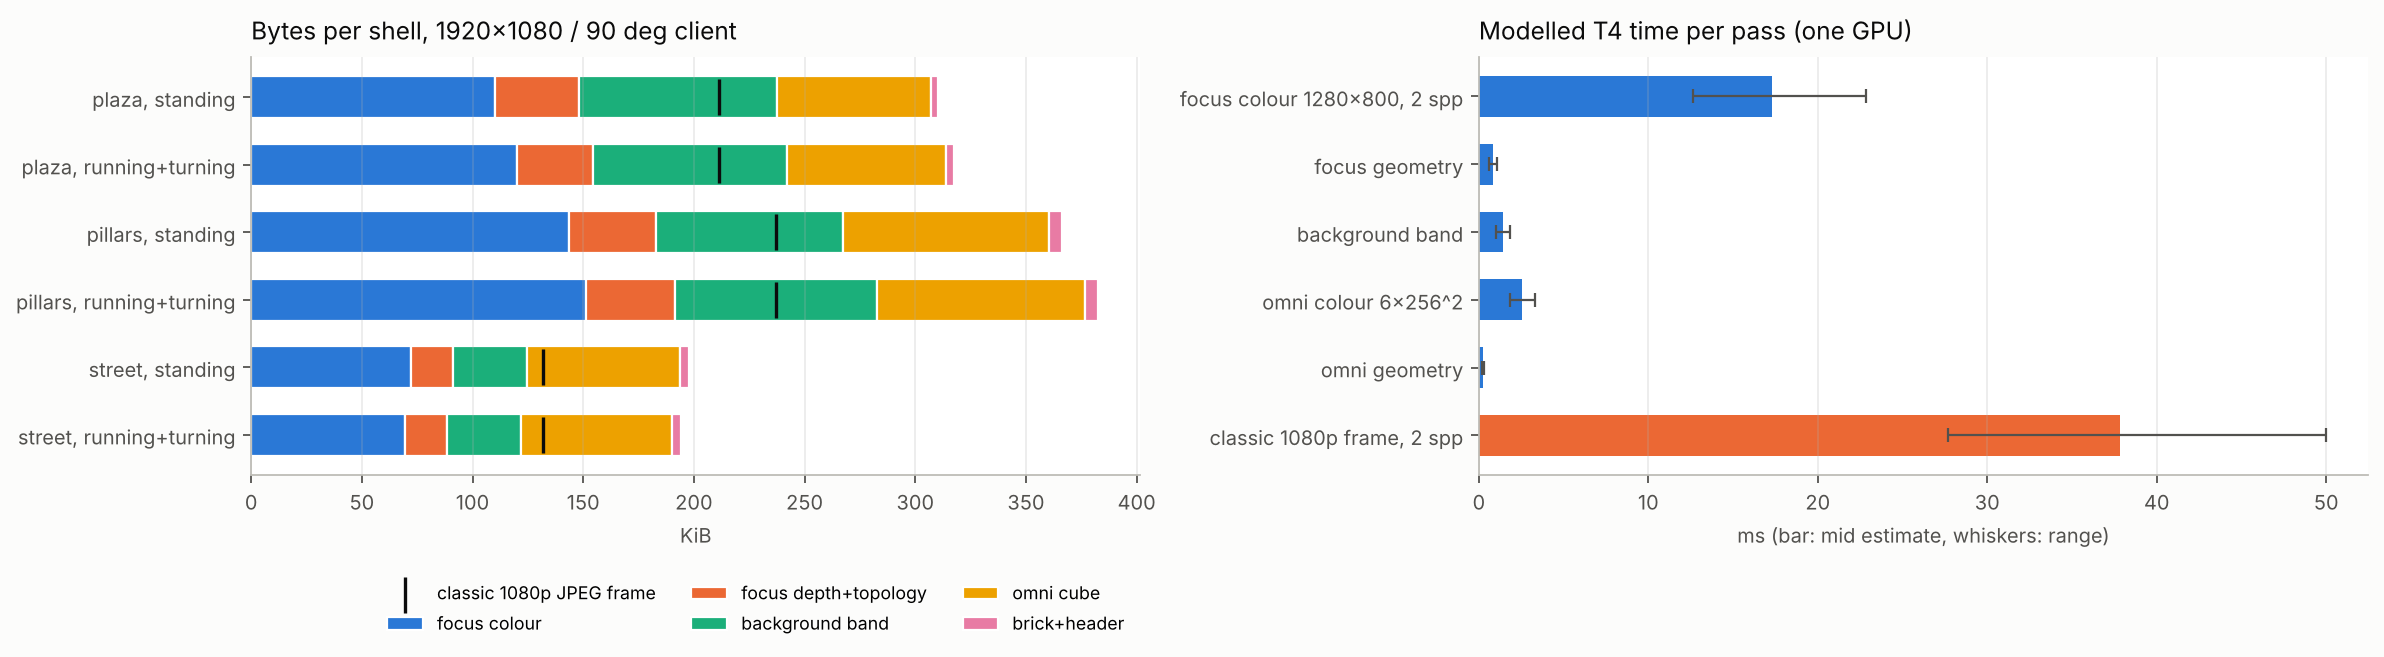 Bytes per shell, 1920×1080 / 90 deg client
plaza, standing
plaza, running+turning
pillars, standing
pillars, running+turning
street, standing
street, running+turning
0 50 100 150 200 250 300 350 400
KiB
classic 1080p JPEG frame
focus colour
focus depth+topology
background band
omni cube
brick+header
Modelled T4 time per pass (one GPU)
focus colour 1280×800, 2 spp
focus geometry
background band
omni colour 6×256^2
omni geometry
classic 1080p frame, 2 spp
0 10 20 30 40 50
ms (bar: mid estimate, whiskers: range)